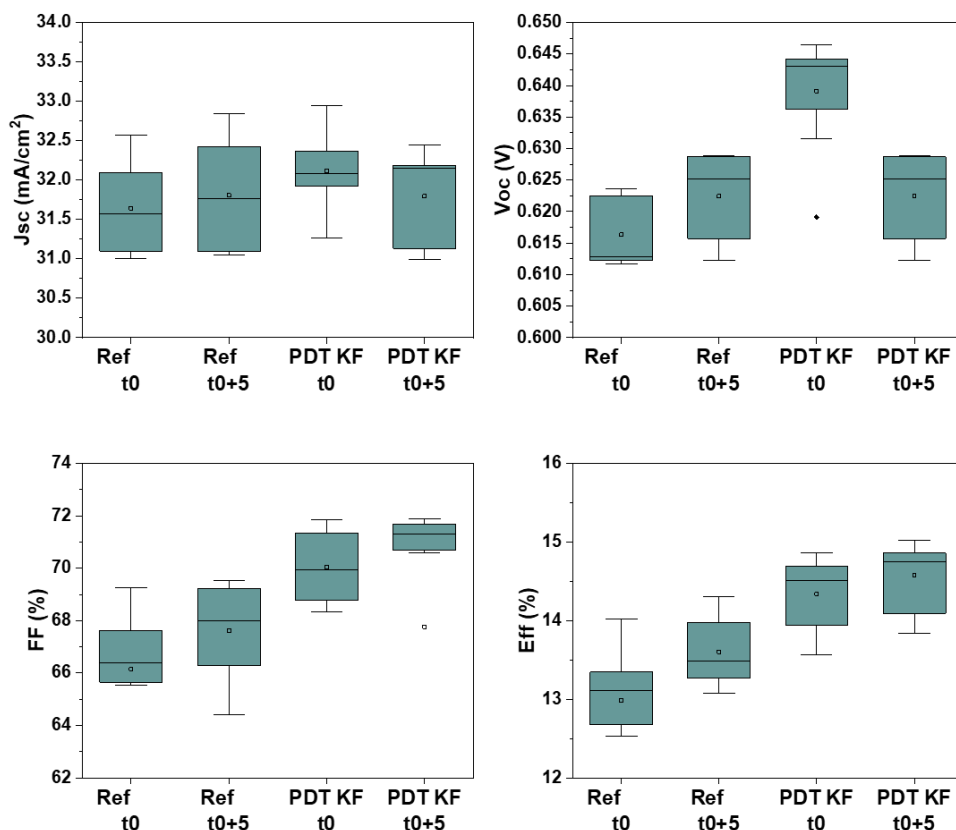 34.0
33.5
33.0
32.5
32.0
31.5
31.0
30.5
30.0
Jsc (mA/cm²)
Ref t0
Ref t0+5
PDT KF t0
PDT KF t0+5
0.650
0.645
0.640
0.635
0.630
0.625
0.620
0.615
0.610
0.605
0.600
Voc (V)
Ref t0
Ref t0+5
PDT KF t0
PDT KF t0+5
74
72
70
68
66
64
62
FF (%)
Ref t0
Ref t0+5
PDT KF t0
PDT KF t0+5
16
15
14
13
12
Eff (%)
Ref t0
Ref t0+5
PDT KF t0
PDT KF t0+5